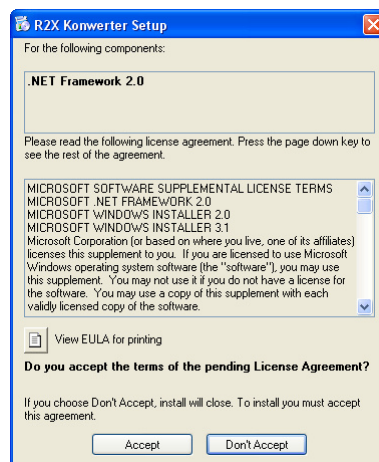 R2X Konwerter Setup
For the following components:
.NET Framework 2.0
Please read the following license agreement. Press the page down key to
see the rest of the agreement.
MICROSOFT SOFTWARE SUPPLEMENTAL LICENSE TERMS
MICROSOFT .NET FRAMEWORK 2.0
MICROSOFT WINDOWS INSTALLER 2.0
MICROSOFT WINDOWS INSTALLER 3.1
Microsoft Corporation (or based on where you live, one of its affiliates)
licenses this supplement to you.  If you are licensed to use Microsoft
Windows operating system software (the "software"), you may use
this supplement.  You may not use it if you do not have a license for
the software.  You may use a copy of this supplement with each
validly licensed copy of the software.
View EULA for printing
Do you accept the terms of the pending License Agreement?
If you choose Don't Accept, install will close. To install you must accept
this agreement.
Accept
Don't Accept